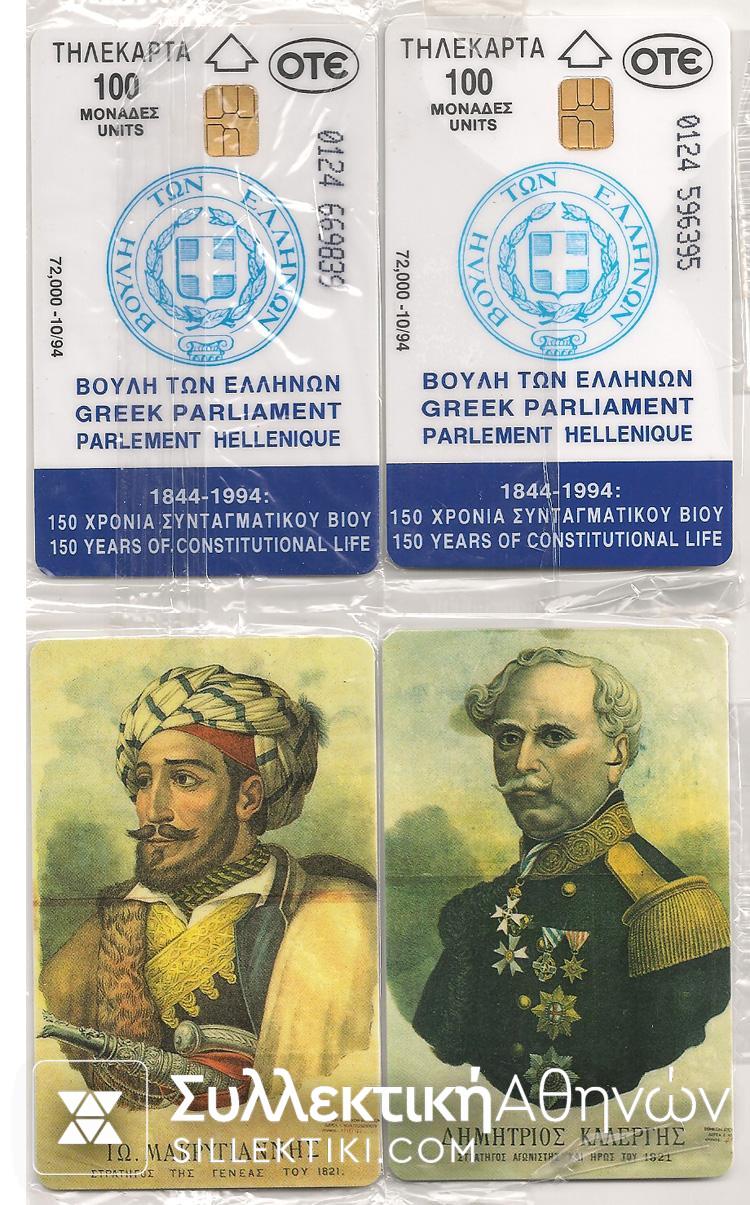 ΤΗΛΕΚΑΡΤΑ
100
ΜΟΝΑΔΕΣ
UNITS
OTE
0124 669839
ΒΟΥΛΗ ΤΩΝ ΕΛΛΗΝΩΝ
72,000 -10/94
ΒΟΥΛΗ ΤΩΝ ΕΛΛΗΝΩΝ
GREEK PARLIAMENT
PARLEMENT HELLENIQUE
1844-1994:
150 ΧΡΟΝΙΑ ΣΥΝΤΑΓΜΑΤΙΚΟΥ ΒΙΟΥ
150 YEARS OF CONSTITUTIONAL LIFE
ΤΗΛΕΚΑΡΤΑ
100
ΜΟΝΑΔΕΣ
UNITS
OTE
0124 596395
ΒΟΥΛΗ ΤΩΝ ΕΛΛΗΝΩΝ
72,000 -10/94
ΒΟΥΛΗ ΤΩΝ ΕΛΛΗΝΩΝ
GREEK PARLIAMENT
PARLEMENT HELLENIQUE
1844-1994:
150 ΧΡΟΝΙΑ ΣΥΝΤΑΓΜΑΤΙΚΟΥ ΒΙΟΥ
150 YEARS OF CONSTITUTIONAL LIFE
ΙΩ. ΜΑΚΡΥΓΙΑΝΝΗΣ
ΣΤΡΑΤΗΓΟΣ ΤΗΣ ΓΕΝΕΑΣ ΤΟΥ 1821.
ΔΗΜΗΤΡΙΟΣ ΚΑΛΕΡΓΗΣ
ΣΤΡΑΤΗΓΟΣ ΑΓΩΝΙΣΤΗΣ ΚΑΙ ΗΡΩΣ ΤΟΥ 1821
ΣυλλεκτικήΑθηνών
SILLEKTIKI.COM